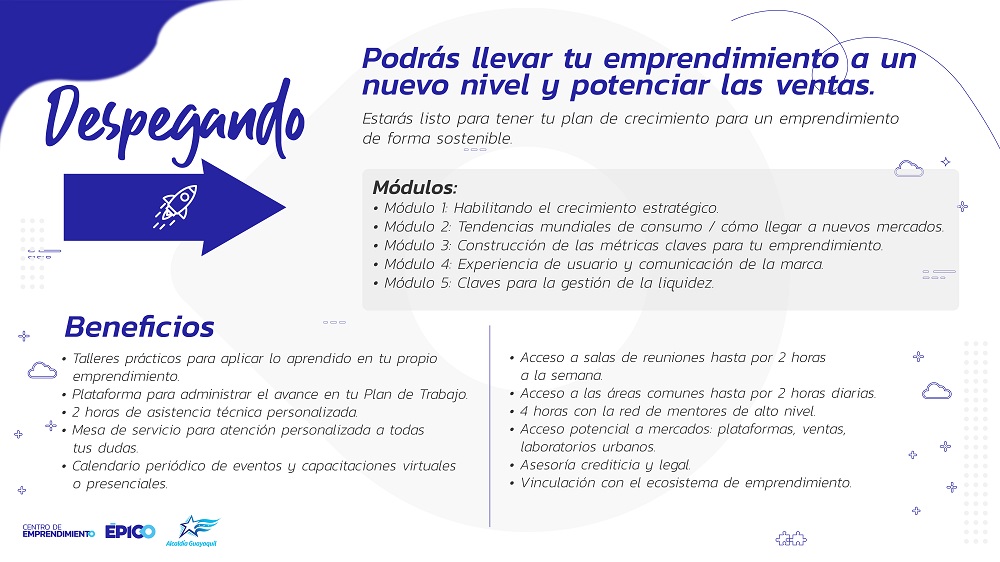 Despegando
Podrás llevar tu emprendimiento a un
nuevo nivel y potenciar las ventas.
Estarás listo para tener tu plan de crecimiento para un emprendimiento
de forma sostenible.
Módulos:
• Módulo 1: Habilitando el crecimiento estratégico.
• Módulo 2: Tendencias mundiales de consumo / cómo llegar a nuevos mercados.
• Módulo 3: Construcción de las métricas claves para tu emprendimiento.
• Módulo 4: Experiencia de usuario y comunicación de la marca.
• Módulo 5: Claves para la gestión de la liquidez.
Beneficios
• Talleres prácticos para aplicar lo aprendido en tu propio
emprendimiento.
• Plataforma para administrar el avance en tu Plan de Trabajo.
• 2 horas de asistencia técnica personalizada.
• Mesa de servicio para atención personalizada a todas
tus dudas.
• Calendario periódico de eventos y capacitaciones virtuales
o presenciales.
• Acceso a salas de reuniones hasta por 2 horas
a la semana.
• Acceso a las áreas comunes hasta por 2 horas diarias.
• 4 horas con la red de mentores de alto nivel.
• Acceso potencial a mercados: plataformas, ventas,
laboratorios urbanos.
• Asesoría crediticia y legal.
• Vinculación con el ecosistema de emprendimiento.
CENTRO DE
EMPRENDIMIENTO
ÉPICO
Alcaldía Guayaquil